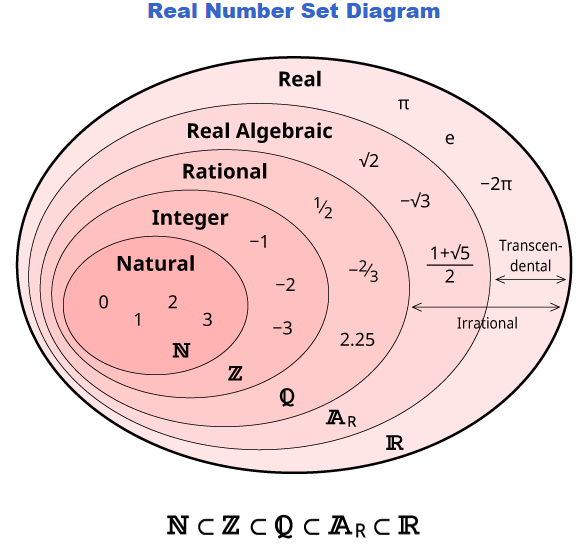 Real Number Set Diagram
Real
π
Real Algebraic
e
√2
Rational
−2π
−√3
½
Integer
−1
Transcen-
dental
1+√5
2
Natural
−⅔
−2
0
2
1
3
−3
Irrational
2.25
ℕ
ℤ
ℚ
𝔸R
ℝ
ℕ ⊂ ℤ ⊂ ℚ ⊂ 𝔸R ⊂ ℝ